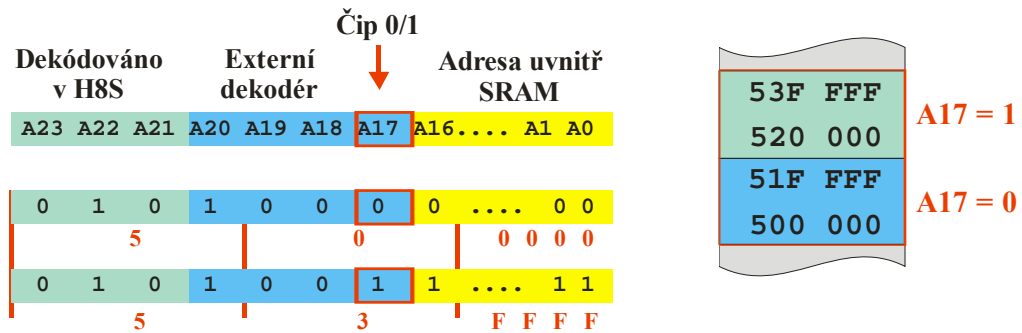 Čip 0/1
Dekódováno
v H8S
Externí
dekodér
Adresa uvnitř
SRAM
A23 A22 A21 A20 A19 A18 A17 A16.... A1 A0
0 1 0 1 0 0 0 0 .... 0 0
5 0 0 0 0 0
0 1 0 1 0 0 1 1 .... 1 1
5 3 F F F F
53F FFF
520 000
A17 = 1
51F FFF
500 000
A17 = 0